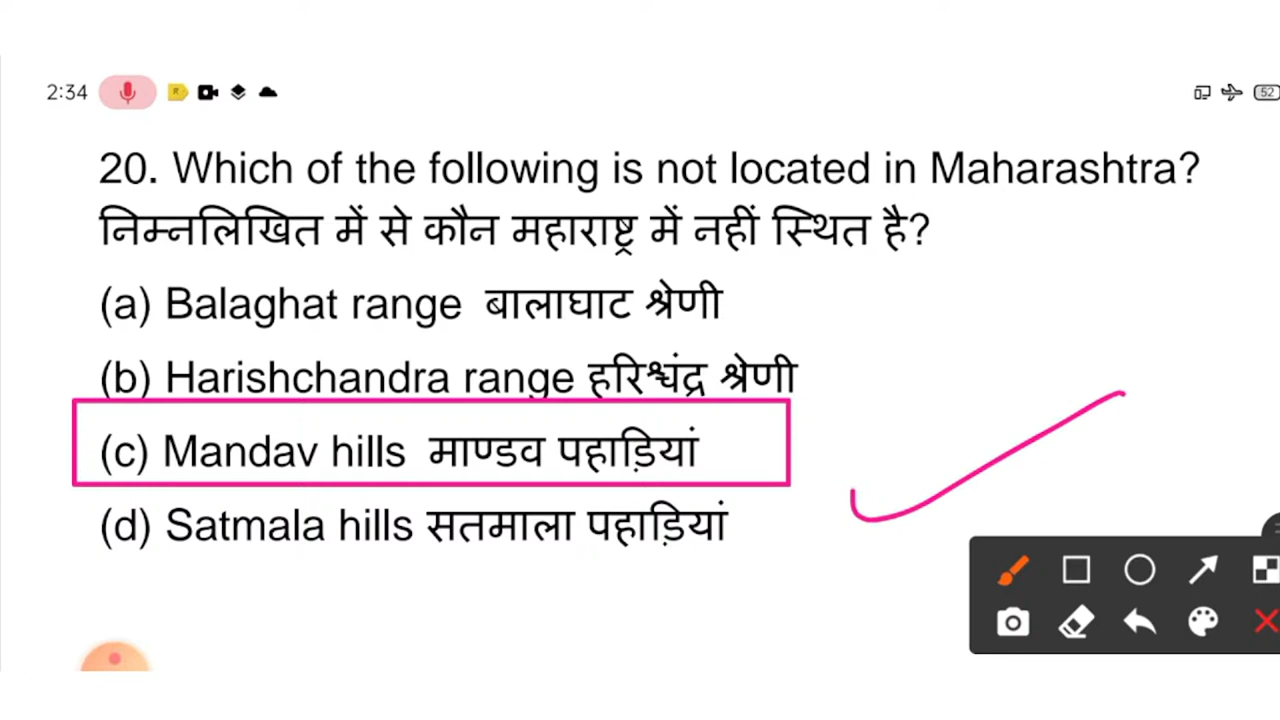 2:34 R 52
20. Which of the following is not located in Maharashtra?
निम्नलिखित में से कौन महाराष्ट्र में नहीं स्थित है?
(a) Balaghat range बालाघाट श्रेणी
(b) Harishchandra range हरिश्चंद्र श्रेणी
(c) Mandav hills माण्डव पहाड़ियां
(d) Satmala hills सतमाला पहाड़ियां